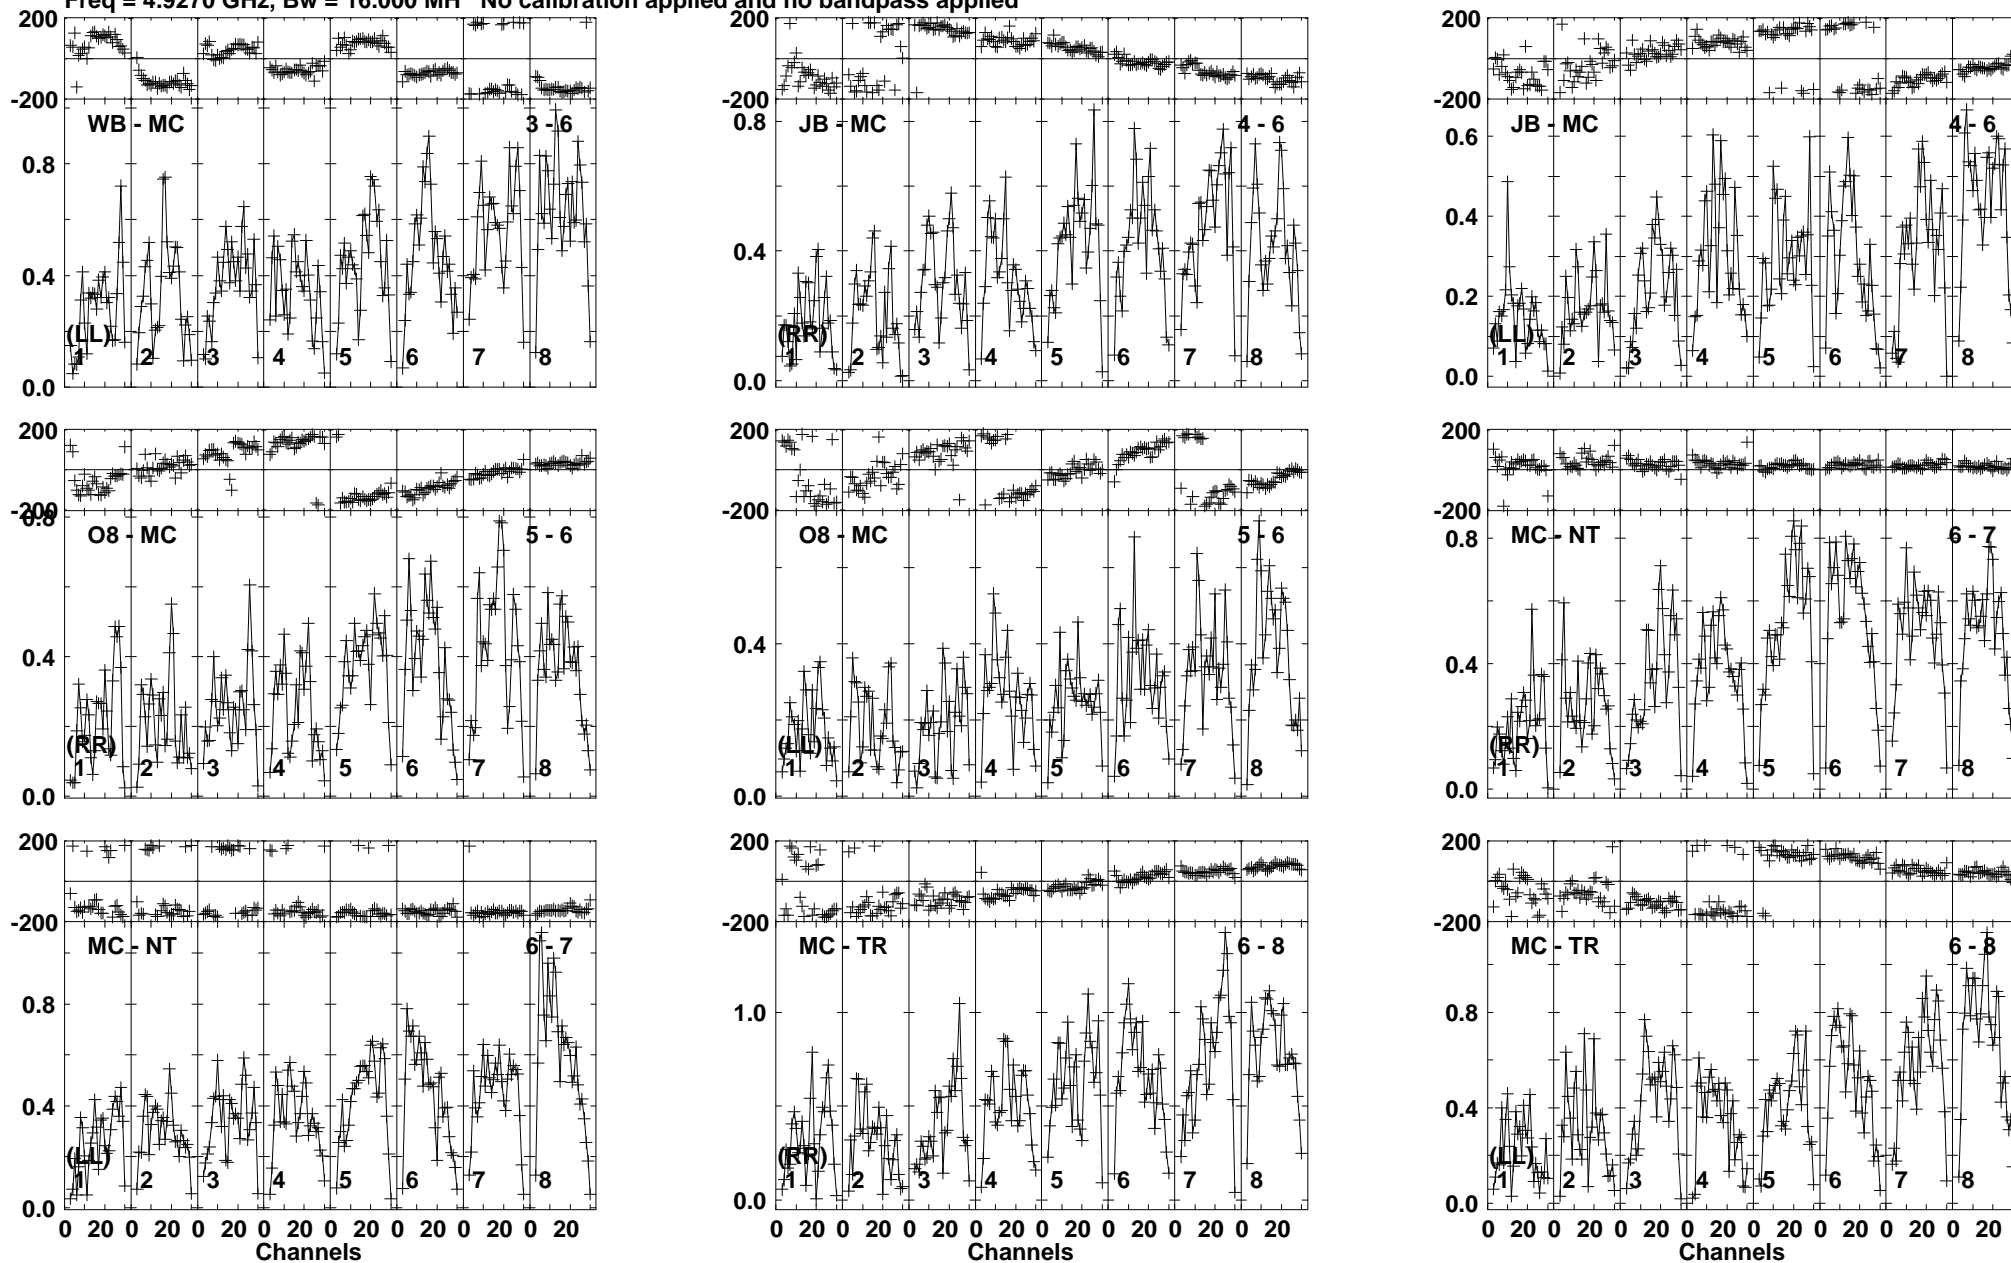 Freq = 4.9270 GHz, Bw = 16.000 MH No calibration applied and no bandpass applied
200
-200
WB - MC 3 - 6
0.8
0.4
0.0
(LL)
1 2 3 4 5 6 7 8
200
-200
JB - MC 4 - 6
0.8
0.4
0.0
(RR)
1 2 3 4 5 6 7 8
200
-200
JB - MC 4 - 6
0.6
0.4
0.2
0.0
(LL)
1 2 3 4 5 6 7 8
200
-200
0.8
O8 - MC 5 - 6
0.4
0.0
(RR)
1 2 3 4 5 6 7 8
200
-200
O8 - MC 5 - 6
0.4
0.0
(LL)
1 2 3 4 5 6 7 8
200
-200
MC - NT 6 - 7
0.8
0.4
0.0
(RR)
1 2 3 4 5 6 7 8
200
-200
MC - NT 6 - 7
0.8
0.4
0.0
(LL)
1 2 3 4 5 6 7 8
0 20 0 20 0 20 0 20 0 20 0 20 0 20 0 20
Channels
200
-200
MC - TR 6 - 8
1.0
0.0
(RR)
1 2 3 4 5 6 7 8
0 20 0 20 0 20 0 20 0 20 0 20 0 20 0 20
Channels
200
-200
MC - TR 6 - 8
0.8
0.4
0.0
(LL)
1 2 3 4 5 6 7 8
0 20 0 20 0 20 0 20 0 20 0 20 0 20 0 20
Channels